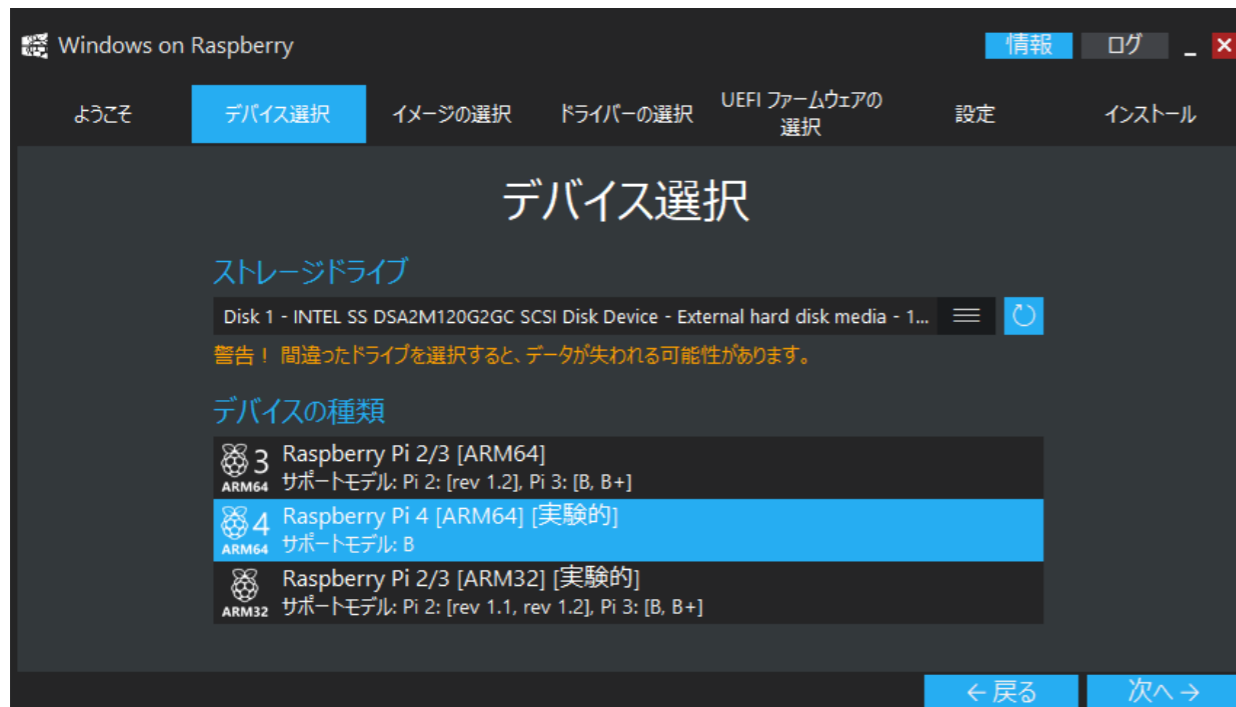 Windows on Raspberry
情報
ログ
ようこそ
デバイス選択
イメージの選択
ドライバーの選択
UEFI ファームウェアの
選択
設定
インストール
デバイス選択
ストレージドライブ
Disk 1 - INTEL SS DSA2M120G2GC SCSI Disk Device - External hard disk media - 1...
警告！ 間違ったドライブを選択すると、データが失われる可能性があります。
デバイスの種類
3
ARM64
Raspberry Pi 2/3 [ARM64]
サポートモデル: Pi 2: [rev 1.2], Pi 3: [B, B+]
4
ARM64
Raspberry Pi 4 [ARM64] [実験的]
サポートモデル: B
ARM32
Raspberry Pi 2/3 [ARM32] [実験的]
サポートモデル: Pi 2: [rev 1.1, rev 1.2], Pi 3: [B, B+]
←戻る
次へ→